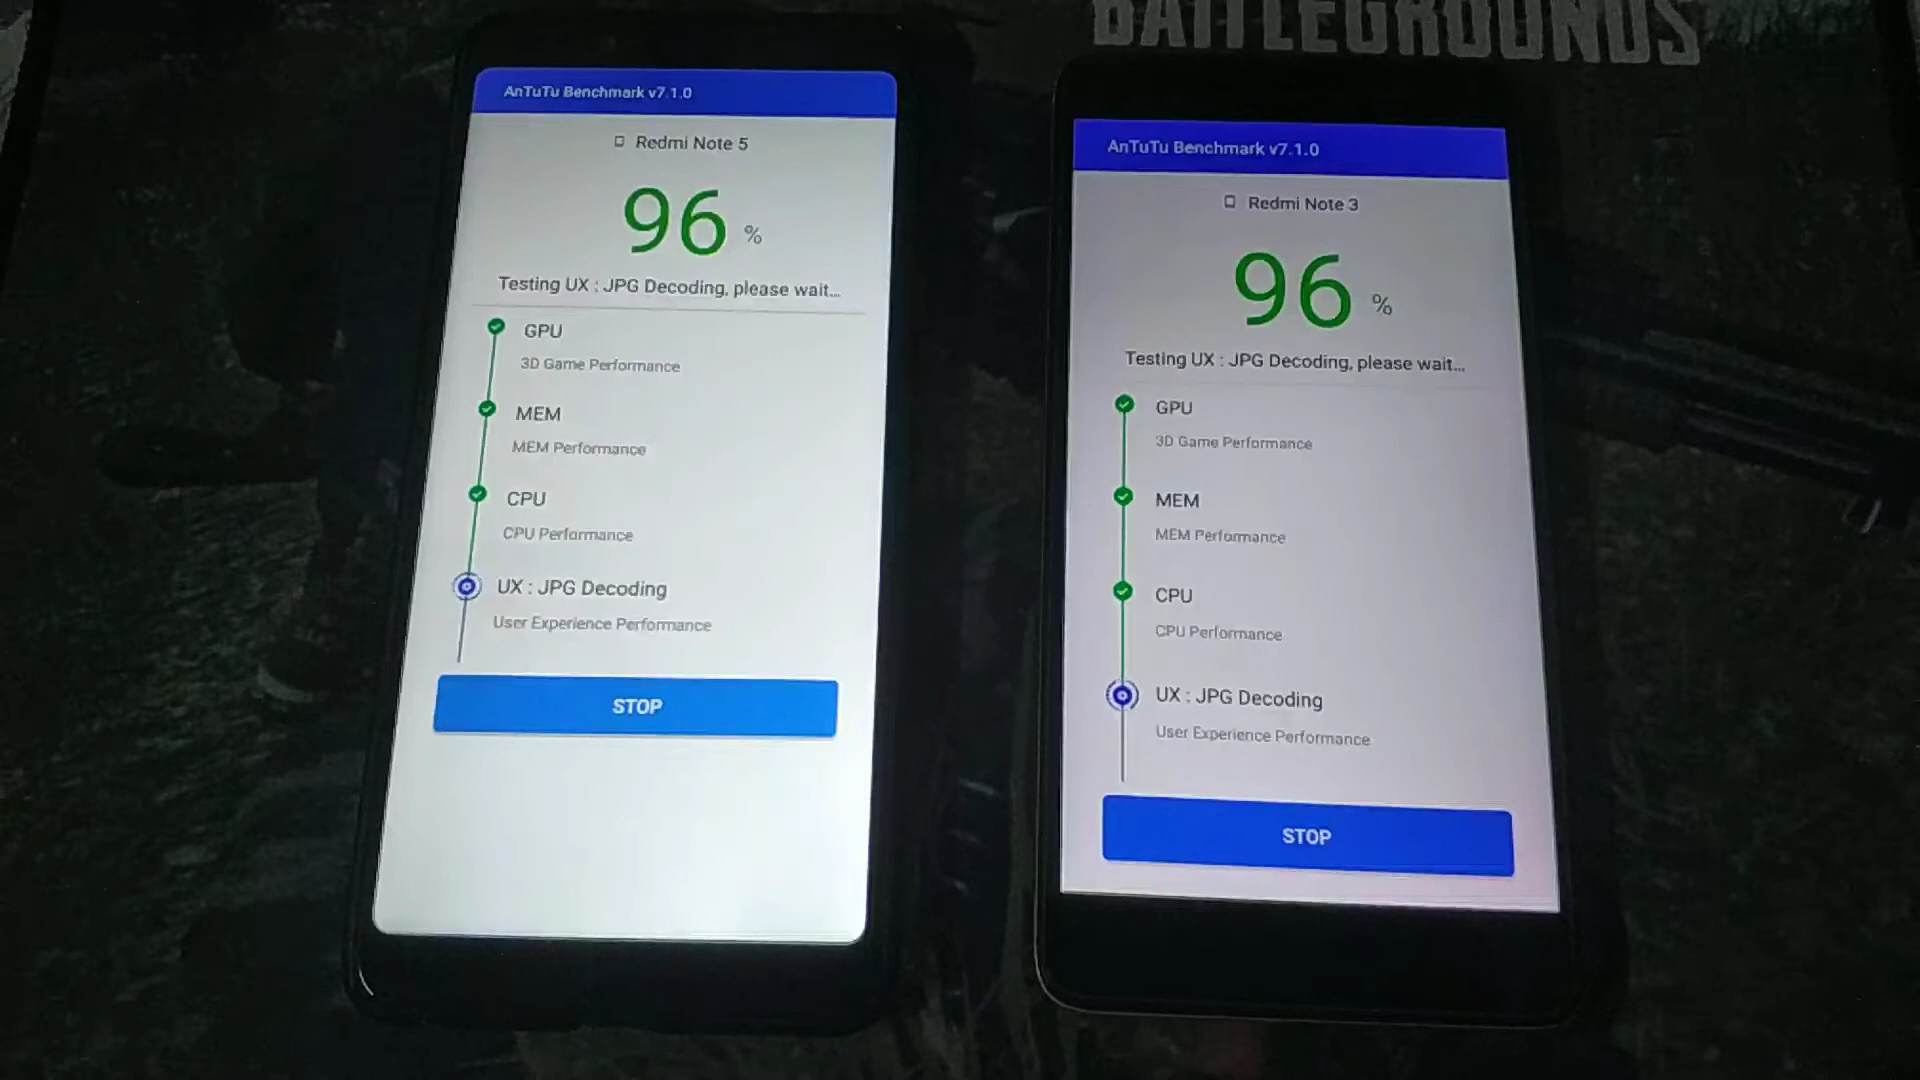 BATTLEGROUNDS
AnTuTu Benchmark v7.1.0
Redmi Note 5
96 %
Testing UX : JPG Decoding, please wait...
GPU
3D Game Performance
MEM
MEM Performance
CPU
CPU Performance
UX : JPG Decoding
User Experience Performance
STOP
AnTuTu Benchmark v7.1.0
Redmi Note 3
96 %
Testing UX : JPG Decoding, please wait...
GPU
3D Game Performance
MEM
MEM Performance
CPU
CPU Performance
UX : JPG Decoding
User Experience Performance
STOP